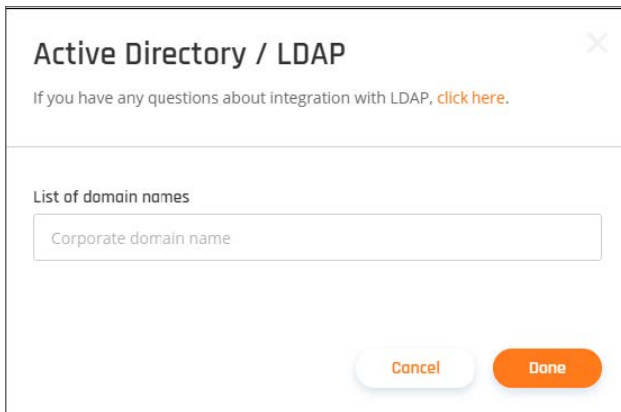 Active Directory / LDAP
If you have any questions about integration with LDAP, click here.
List of domain names
Corporate domain name
Cancel
Done